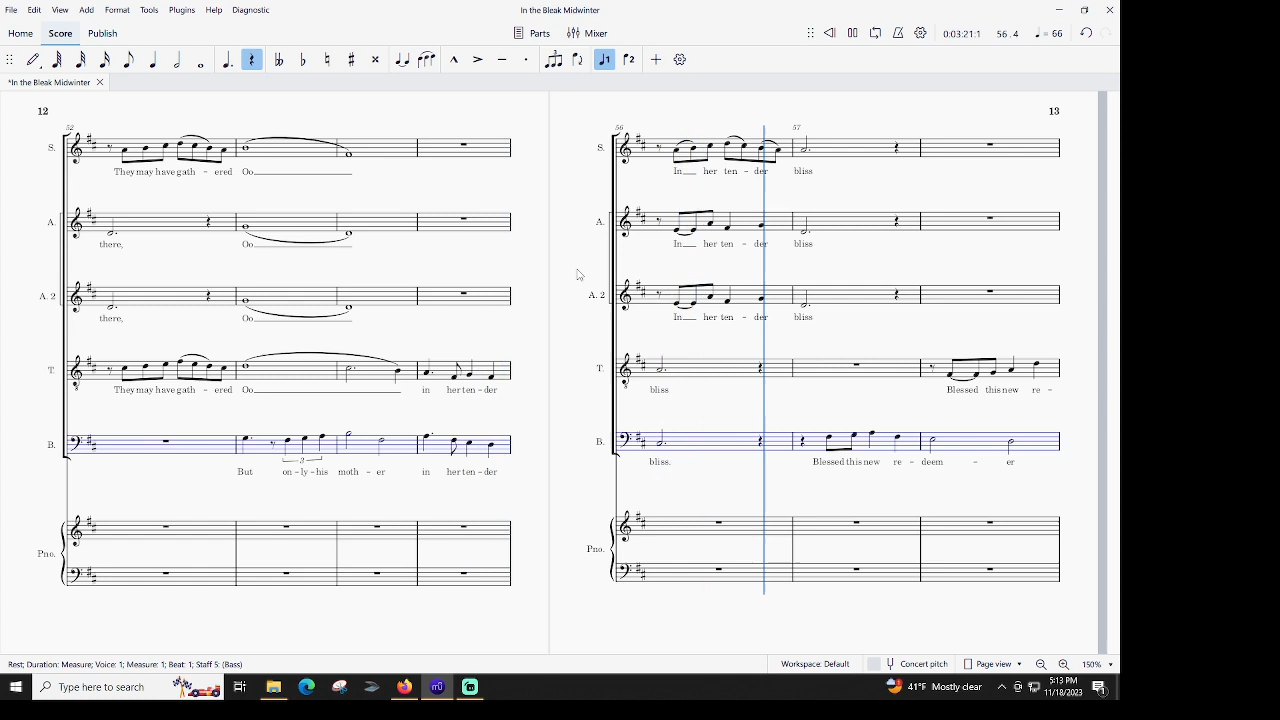 In the Bleak Midwinter
File Edit View Add Format Tools Plugins Help Diagnostic
Home Score Publish Parts Mixer 0:03:21:1 56 . 4 = 66
1 2
*In the Bleak Midwinter
12
52
S.
They may have gath - ered Oo
A.
there, Oo
A. 2
there, Oo
T.
8
They may have gath - ered Oo in her ten - der
B.
3
But on - ly - his moth - er in her ten - der
Pno.
13
56 57
S.
In her ten - der bliss
A.
In her ten - der bliss
A. 2
In her ten - der bliss
T.
8
bliss Blessed this new re -
B.
bliss. Blessed this new re - deem - er
Pno.
Rest; Duration: Measure; Voice: 1; Measure: 1; Beat: 1; Staff 5: (Bass) Workspace: Default Concert pitch Page view 150%
Type here to search 41°F Mostly clear 5:13 PM
11/18/2023